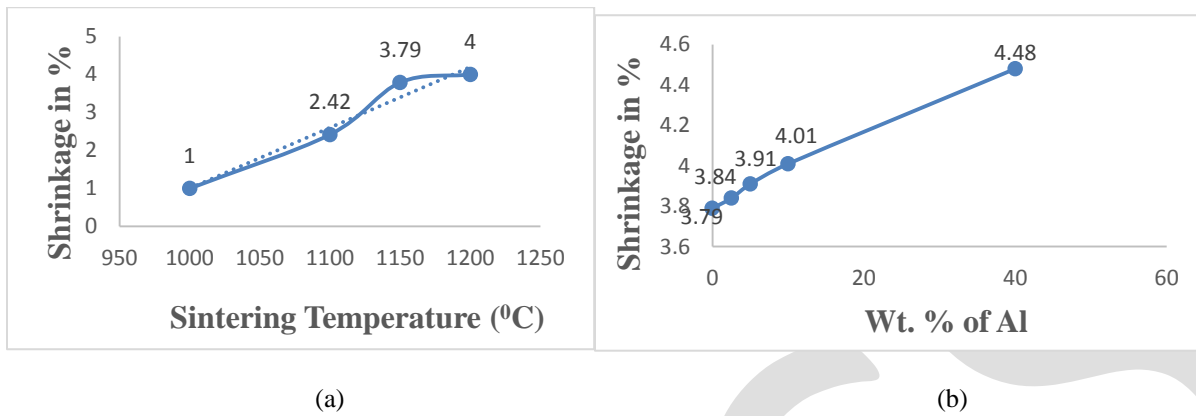 Shrinkage in %
5
4
3
2
1
0
1
2.42
3.79
4
950 1000 1050 1100 1150 1200 1250
Sintering Temperature (⁰C)
(a)
Shrinkage in %
4.6
4.4
4.2
4
3.8
3.6
3.79
3.84
3.91
4.01
4.48
0 20 40 60
Wt. % of Al
(b)